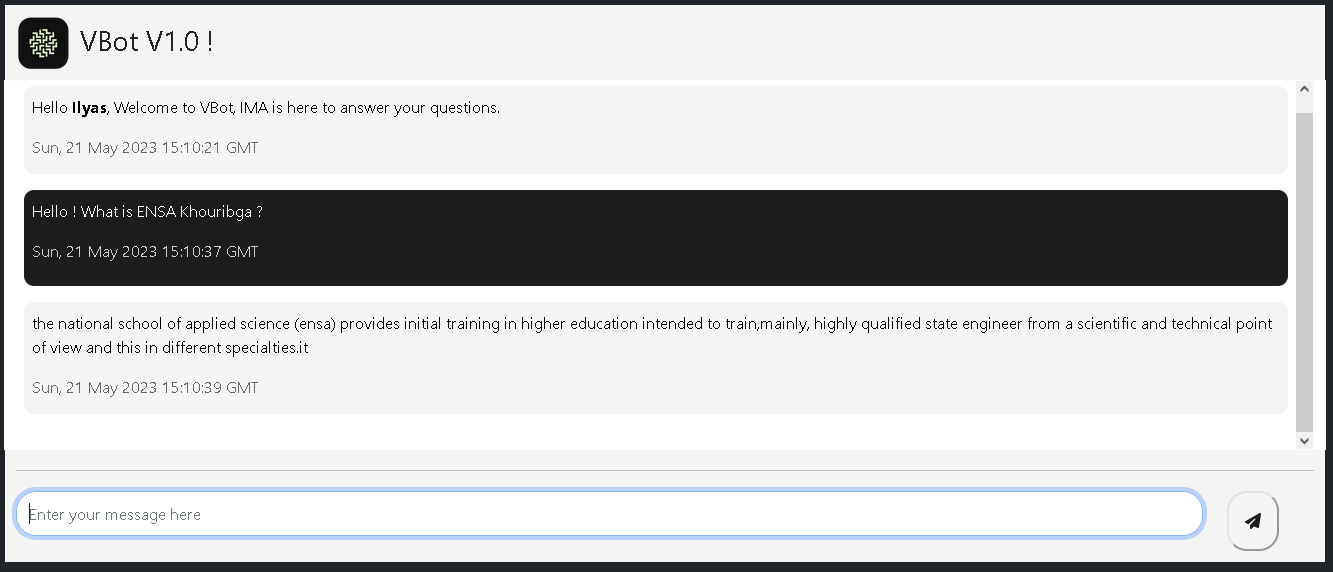 VBot V1.0 !
Hello Ilyas, Welcome to VBot, IMA is here to answer your questions.
Sun, 21 May 2023 15:10:21 GMT
Hello ! What is ENSA Khouribga ?
Sun, 21 May 2023 15:10:37 GMT
the national school of applied science (ensa) provides initial training in higher education intended to train,mainly, highly qualified state engineer from a scientific and technical point
of view and this in different specialties.it
Sun, 21 May 2023 15:10:39 GMT
Enter your message here